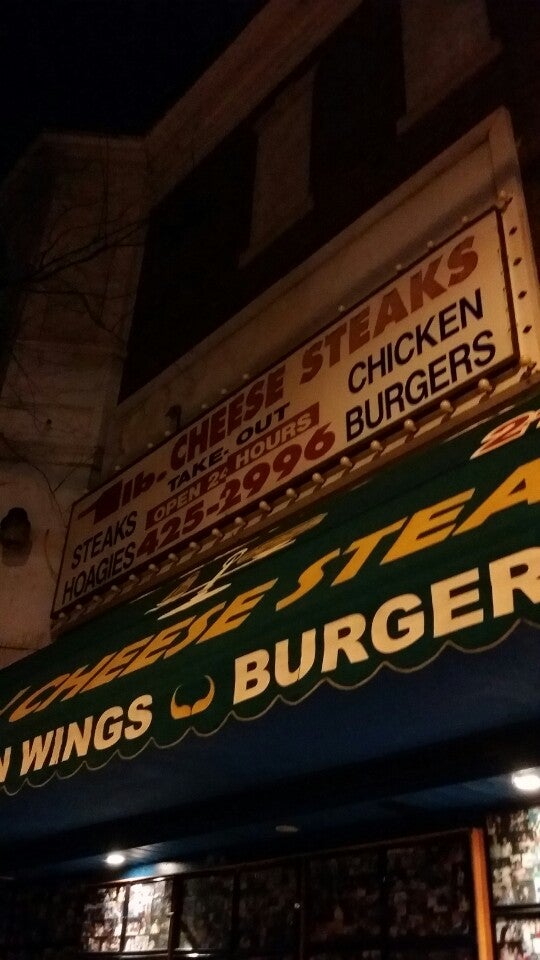 lb. CHEESE STEAKS
TAKE-OUT
OPEN 24 HOURS
425-2996
STEAKS
HOAGIES
CHICKEN
BURGERS
CHEESE STEA
N WINGS BURGER